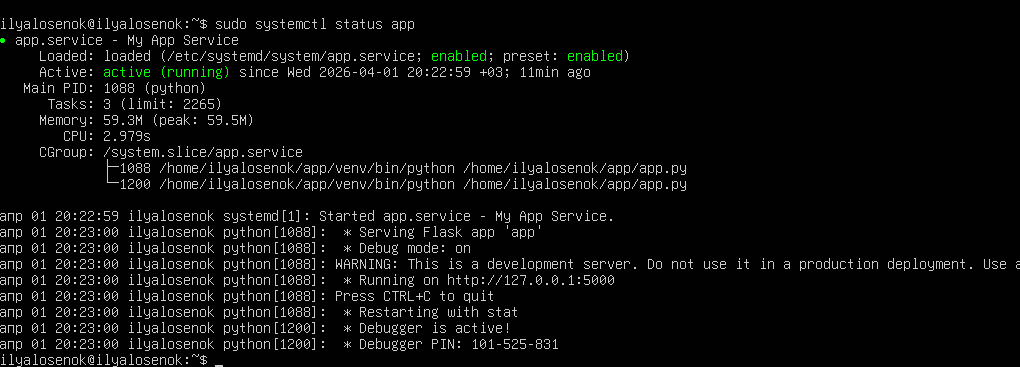 ilyalosenok@ilyalosenok:~$ sudo systemctl status app
● app.service - My App Service
Loaded: loaded (/etc/systemd/system/app.service; enabled; preset: enabled)
Active: active (running) since Wed 2026-04-01 20:22:59 +03; 11min ago
Main PID: 1088 (python)
Tasks: 3 (limit: 2265)
Memory: 59.3M (peak: 59.5M)
CPU: 2.979s
CGroup: /system.slice/app.service
├─1088 /home/ilyalosenok/app/venv/bin/python /home/ilyalosenok/app/app.py
└─1200 /home/ilyalosenok/app/venv/bin/python /home/ilyalosenok/app/app.py
апр 01 20:22:59 ilyalosenok systemd[1]: Started app.service - My App Service.
апр 01 20:23:00 ilyalosenok python[1088]:  * Serving Flask app 'app'
апр 01 20:23:00 ilyalosenok python[1088]:  * Debug mode: on
апр 01 20:23:00 ilyalosenok python[1088]: WARNING: This is a development server. Do not use it in a production deployment. Use a
апр 01 20:23:00 ilyalosenok python[1088]:  * Running on http://127.0.0.1:5000
апр 01 20:23:00 ilyalosenok python[1088]: Press CTRL+C to quit
апр 01 20:23:00 ilyalosenok python[1088]:  * Restarting with stat
апр 01 20:23:00 ilyalosenok python[1200]:  * Debugger is active!
апр 01 20:23:00 ilyalosenok python[1200]:  * Debugger PIN: 101-525-831
ilyalosenok@ilyalosenok:~$ _